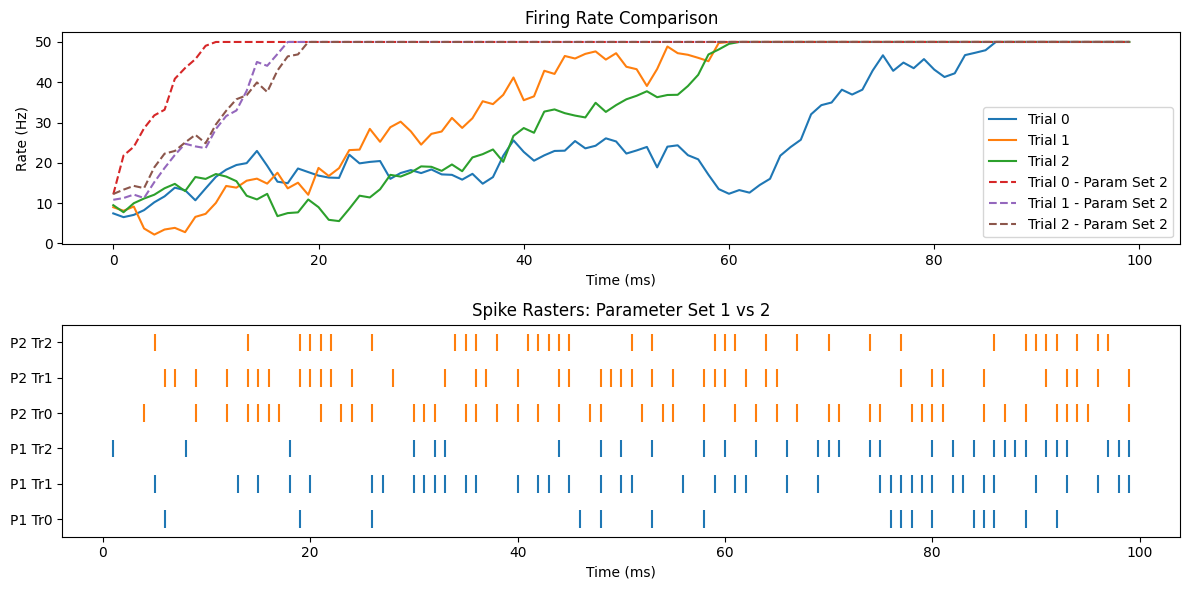 Firing Rate Comparison
Rate (Hz)
50
40
30
20
10
0
0 20 40 60 80 100
Time (ms)
Trial 0
Trial 1
Trial 2
Trial 0 - Param Set 2
Trial 1 - Param Set 2
Trial 2 - Param Set 2
Spike Rasters: Parameter Set 1 vs 2
P2 Tr2
P2 Tr1
P2 Tr0
P1 Tr2
P1 Tr1
P1 Tr0
0 20 40 60 80 100
Time (ms)